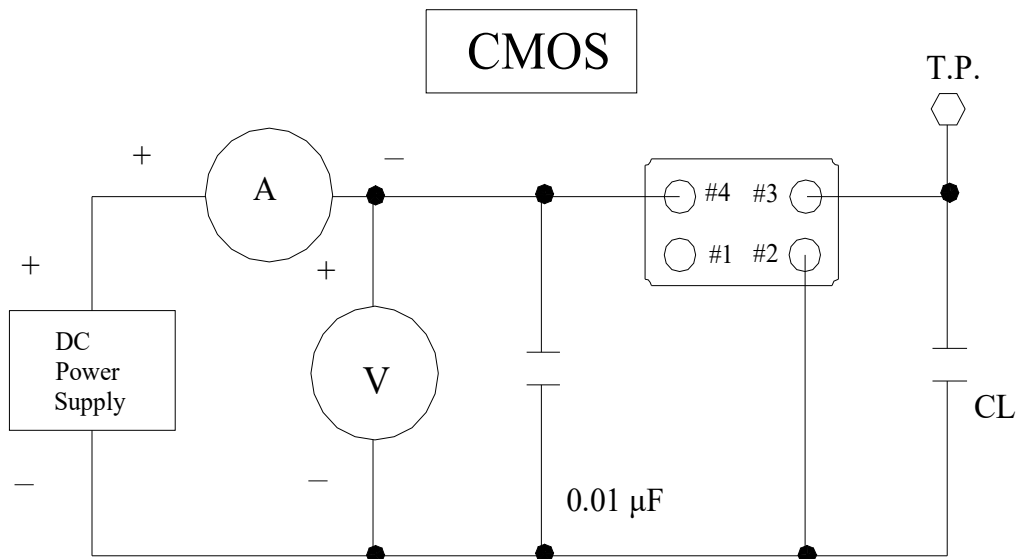 CMOS
T.P.
+
–
A
#4
#3
+
+
#1
#2
DC
Power
Supply
V
CL
–
–
0.01 μF